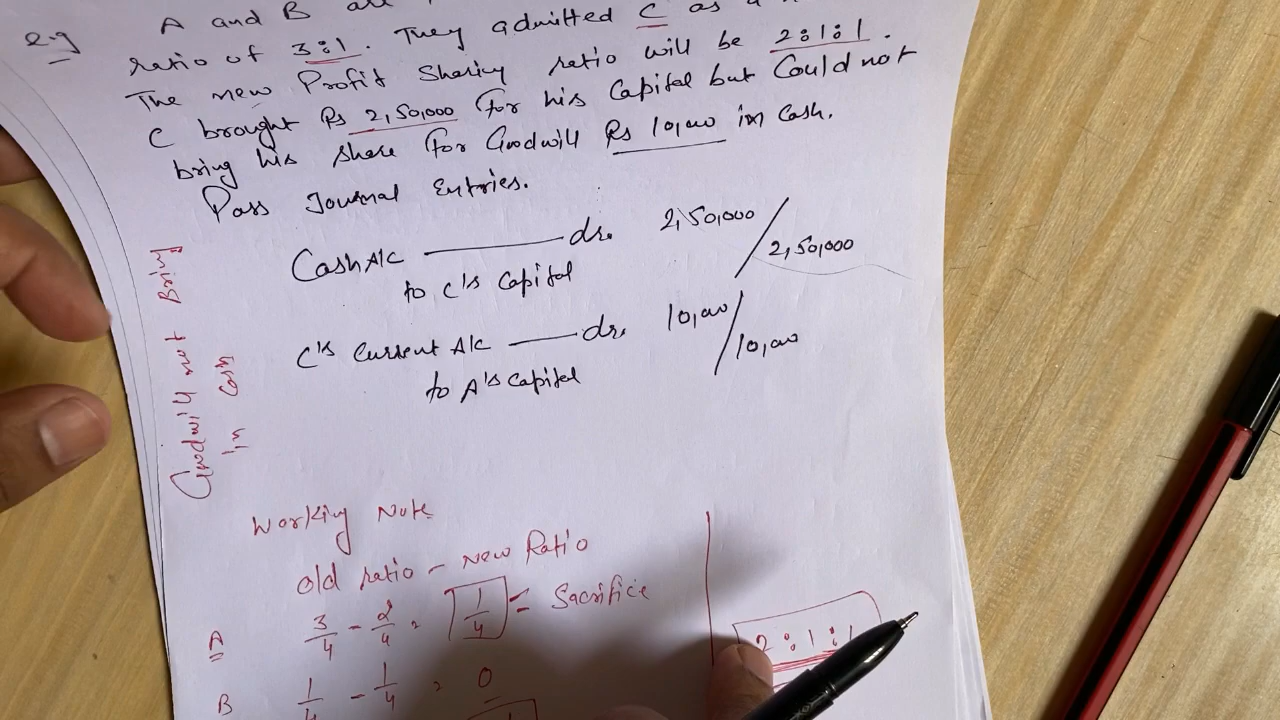 e.g A and B are
ratio of 3:1. They admitted C as a
The new Profit Sharing ratio will be 2:1:1.
C brought Rs 2,50,000 for his Capital but Could not
bring his share for Goodwill Rs 10,000 in Cash.
Pass Journal Entries.
Cash A/c dr. 2,50,000
to C's Capital 2,50,000
C's Current A/c dr. 10,000
to A's Capital 10,000
Goodwill not Bring
in Cash
Working Note
Old ratio - New Ratio
A 3/4 - 2/4 = 1/4 = Sacrifice
2:1:1
B 1/4 - 1/4 = 0